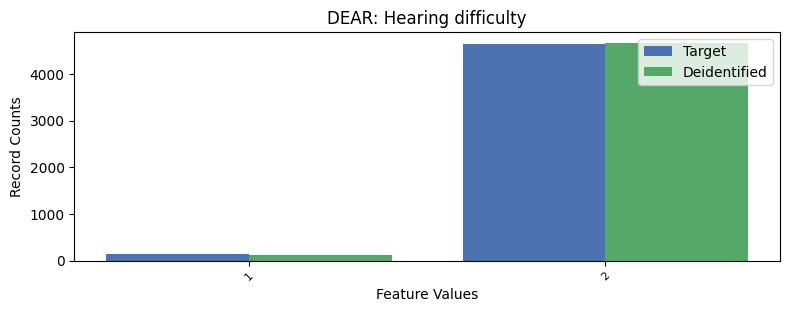 DEAR: Hearing difficulty
Target
Deidentified
Record Counts
4000
3000
2000
1000
0
1
2
Feature Values